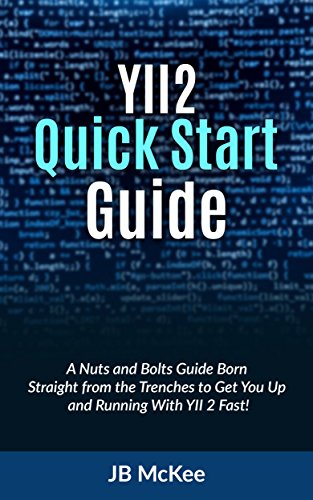 YII2
Quick Start
Guide
A Nuts and Bolts Guide Born
Straight from the Trenches to Get You Up
and Running With YII 2 Fast!
JB McKee